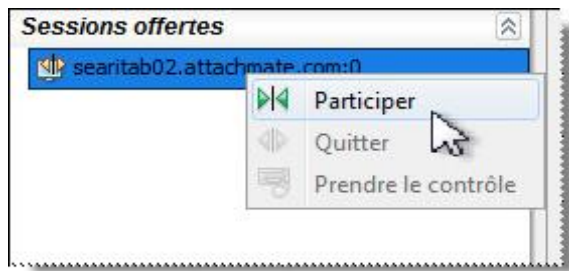 Sessions offertes
searitab02.attachmate.com:0
Participer
Quitter
Prendre le contrôle